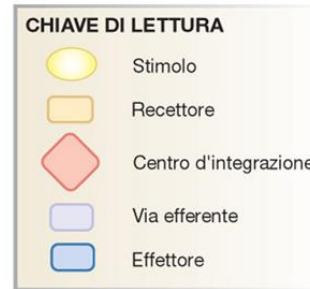 CHIAVE DI LETTURA
Stimolo
Recettore
Centro d'integrazione
Via efferente
Effettore